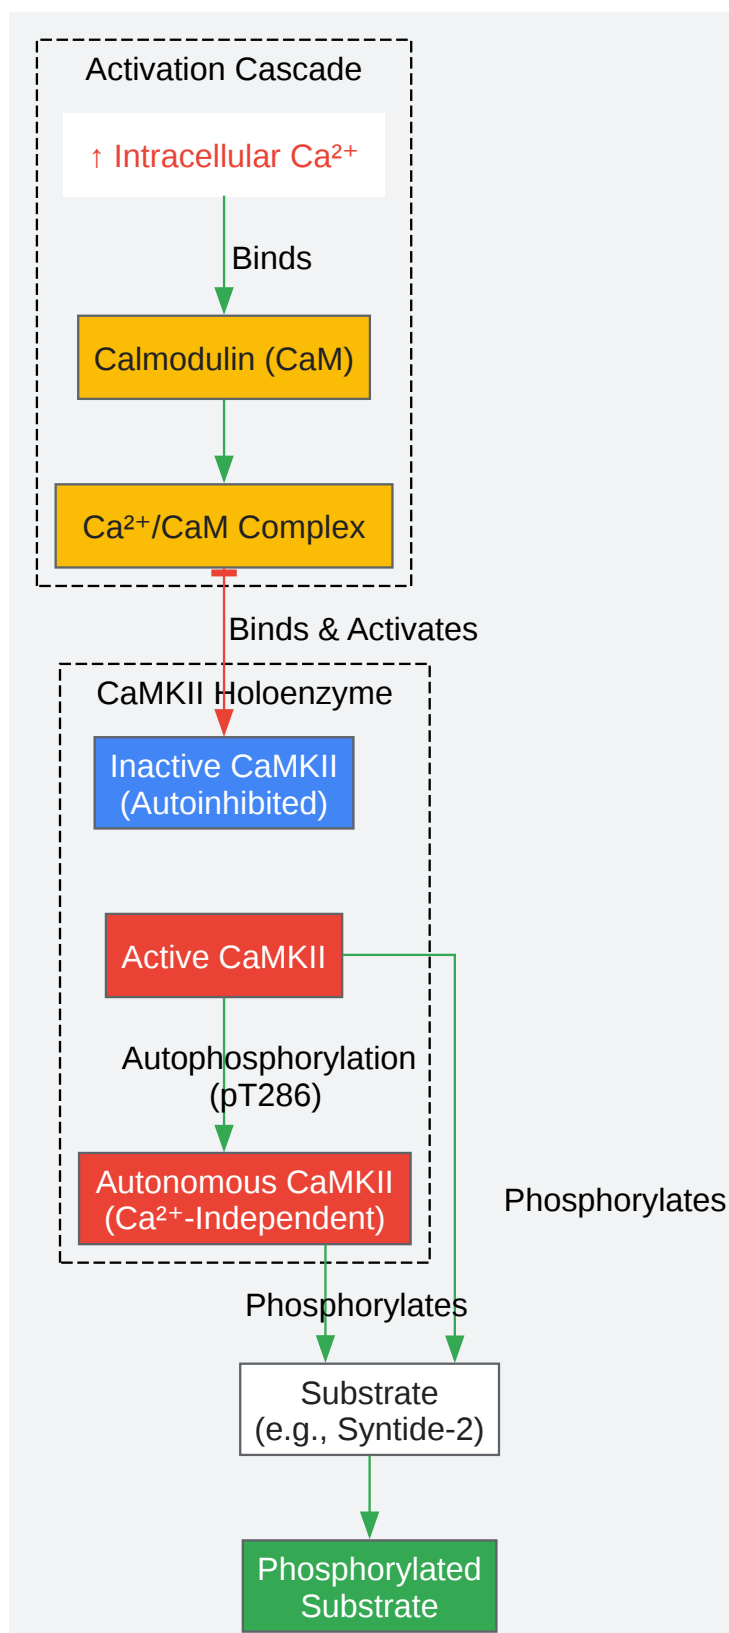 Activation Cascade
↑ Intracellular Ca²⁺
Binds
Calmodulin (CaM)
Ca²⁺/CaM Complex
Binds & Activates
CaMKII Holoenzyme
Inactive CaMKII
(Autoinhibited)
Active CaMKII
Autophosphorylation
(pT286)
Autonomous CaMKII
(Ca²⁺-Independent)
Phosphorylates
Phosphorylates
Substrate
(e.g., Syntide-2)
Phosphorylated
Substrate